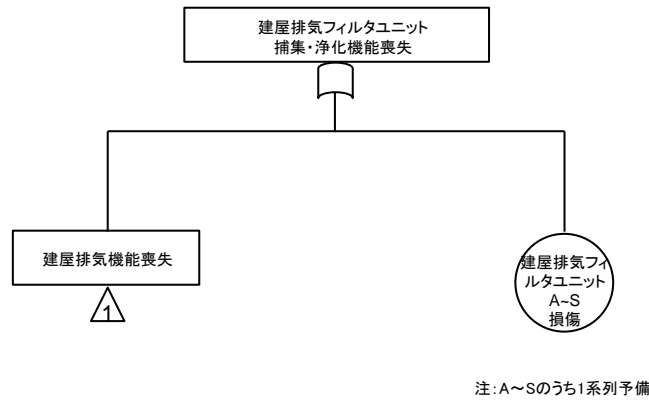 建屋排気フィルタユニット
捕集・浄化機能喪失
建屋排気機能喪失
1
建屋排気フィ
ルタユニット
A~S
損傷
注:A～Sのうち1系列予備